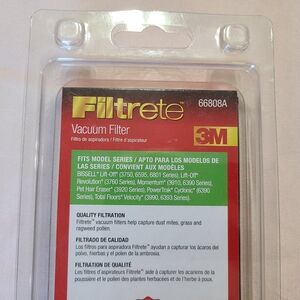 Filtrete™
66808A
Vacuum Filter
Filtro de aspiradora / Filtre d'aspirateur
3M
FITS MODEL SERIES / APTO PARA LOS MODELOS DE
LAS SERIES / CONVIENT AUX MODÈLES
BISSELL® Lift-Off® (3750, 6595, 6801 Series), Lift-Off®
Revolution® (3760 Series), Momentum® (3910, 6390 Series),
Pet Hair Eraser® (3920 Series), PowerTrak® Cyclonic® (6390
Series), Total Floors® Velocity® (3990, 6393 Series).
QUALITY FILTRATION
Filtrete™ vacuum filters help capture dust mites, grass and
ragweed pollen.
FILTRADO DE CALIDAD
Los filtros para aspiradora Filtrete™ ayudan a capturar los ácaros del
polvo, hierbas y el polen de la ambrosía.
FILTRATION DE QUALITÉ
Les filtres d'aspirateurs Filtrete™ aide à capturer les acariens de la
poussière et le pollen des plantes herbacées et de l'herbe à poux.